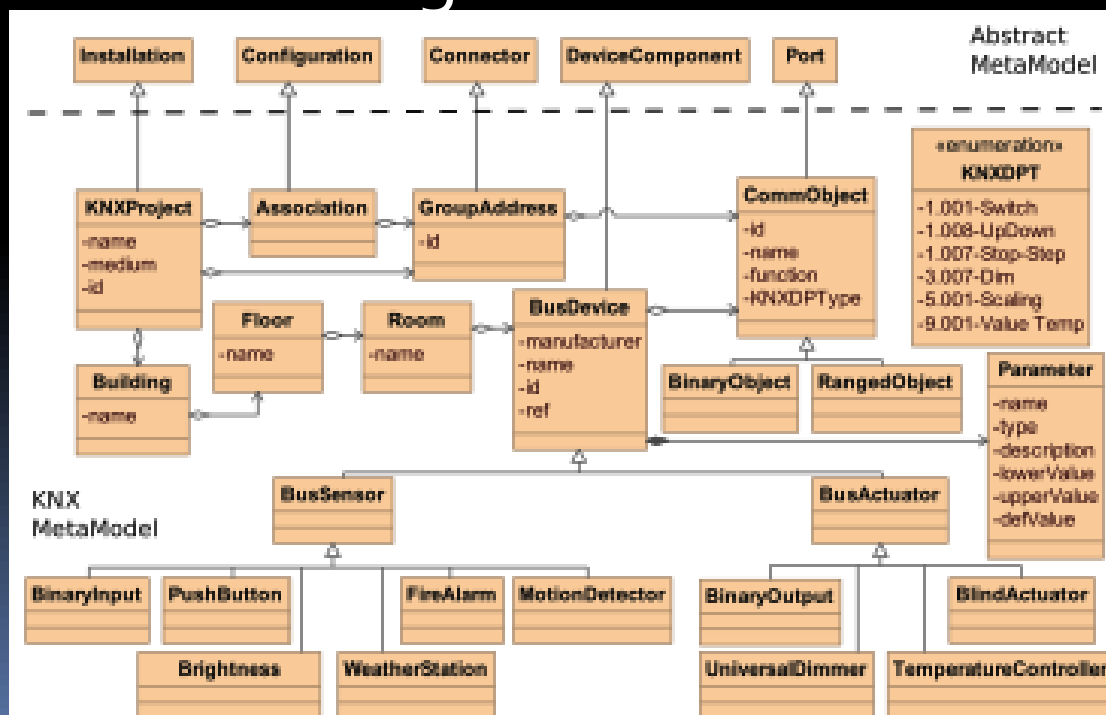 Installation
Configuration
Connector
DeviceComponent
Port
Abstract
MetaModel
«enumeration»
KNXDPT
-1.001-Switch
-1.008-UpDown
-1.007-Stop-Step
-3.007-Dim
-5.001-Scaling
-9.001-Value Temp
KNXProject
-name
-medium
-id
Association
GroupAddress
-id
CommObject
-id
-name
-function
-KNXDPType
Floor
-name
Room
-name
BusDevice
-manufacturer
-name
-id
-ref
Building
-name
BinaryObject
RangedObject
Parameter
-name
-type
-description
-lowerValue
-upperValue
-defValue
KNX
MetaModel
BusSensor
BusActuator
BinaryInput
PushButton
FireAlarm
MotionDetector
BinaryOutput
BlindActuator
Brightness
WeatherStation
UniversalDimmer
TemperatureController